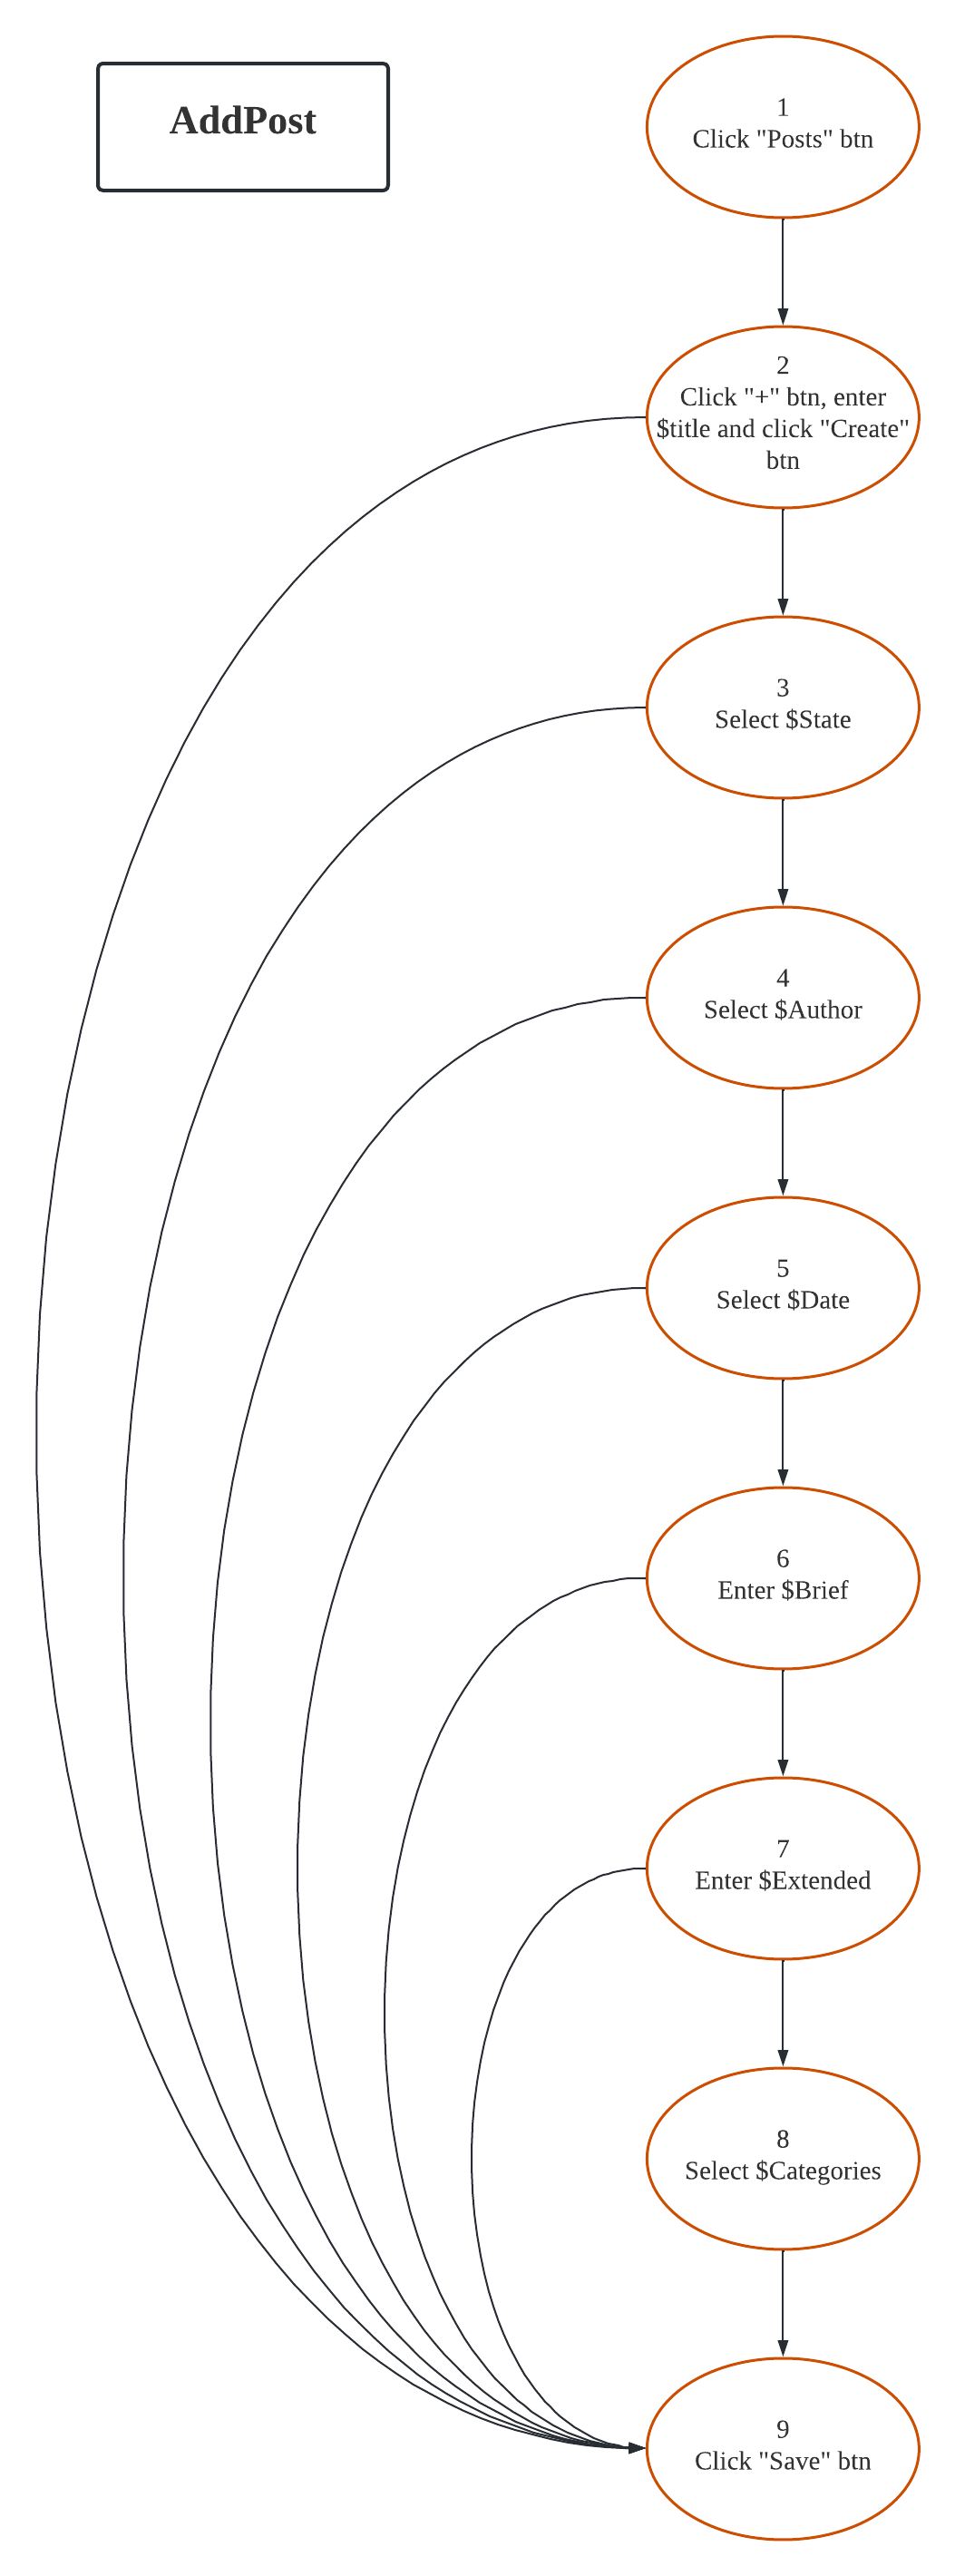 AddPost
1
Click "Posts" btn
2
Click "+" btn, enter
$title and click "Create"
btn
3
Select $State
4
Select $Author
5
Select $Date
6
Enter $Brief
7
Enter $Extended
8
Select $Categories
9
Click "Save" btn